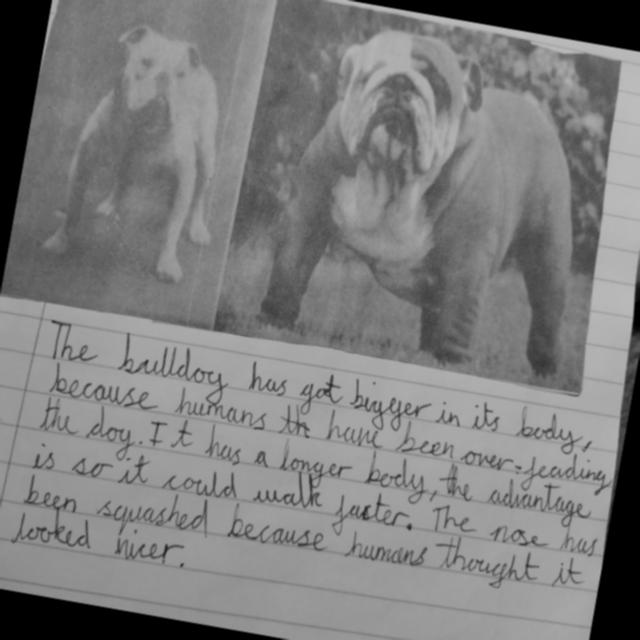 The bulldog has got bigger in its body,
because humans th have been over-feading
the dog. It has a longer body, the advantage
is so it could walk faster. The nose has
been squashed because humans thought it
looked nicer.